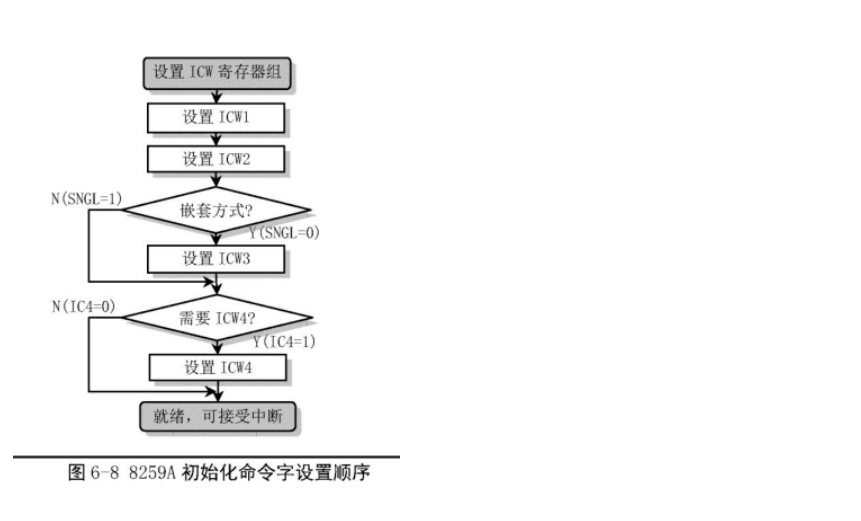 设置 ICW 寄存器组
设置 ICW1
设置 ICW2
N(SNGL=1)
嵌套方式?
Y(SNGL=0)
设置 ICW3
N(IC4=0)
需要 ICW4?
Y(IC4=1)
设置 ICW4
就绪，可接受中断
图 6-8 8259A 初始化命令字设置顺序